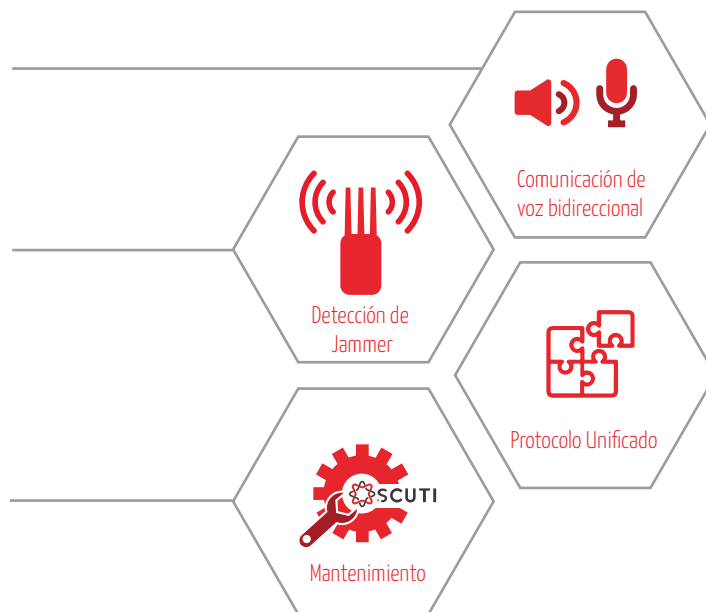 Comunicación de
voz bidireccional
Detección de
Jammer
Protocolo Unificado
SCUTI
Mantenimiento